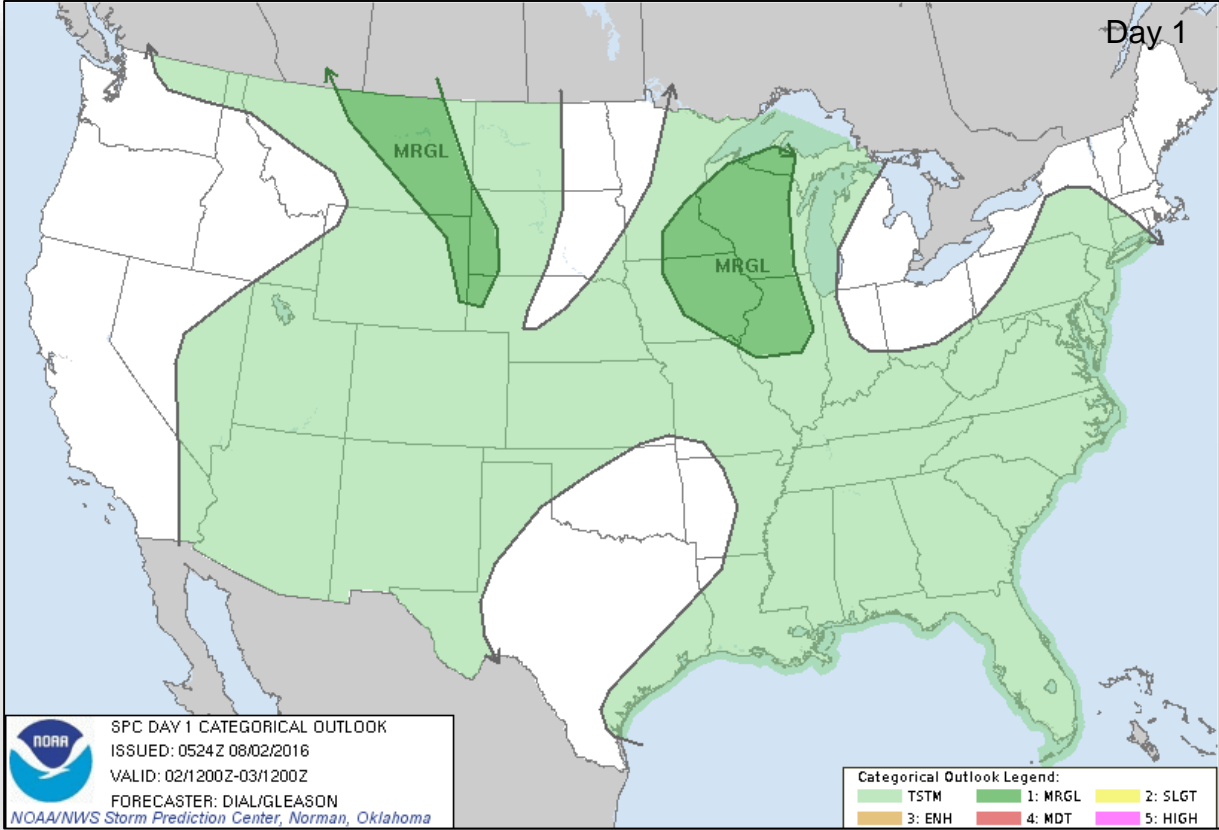 Day 1
MRGL
MRGL
NOAA
SPC DAY 1 CATEGORICAL OUTLOOK
ISSUED: 0524Z 08/02/2016
VALID: 02/1200Z-03/1200Z
FORECASTER: DIAL/GLEASON
NOAA/NWS Storm Prediction Center, Norman, Oklahoma
Categorical Outlook Legend:
TSTM 1: MRGL 2: SLGT
3: ENH 4: MDT 5: HIGH